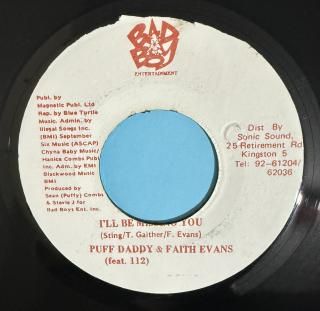 BAD
BOY
ENTERTAINMENT
Publ. by
Magnetic Publ. Ltd
Rep. by Blue Turtle
Music. Admin. by
Illegal Songs Inc.
(BMI) September
Six Music (ASCAP)
Chyna Baby Music/
Hanice Combs Publ
Inc. Adm. by EMI
Blackwood Music
BMI
Produced by
Sean (Puffy) Combs
& Stevie J for
Bad Boys Ent. Inc.
Dist By
Sonic Sound,
25 Retirement Rd
Kingston 5
Tel: 92-61204/
62036
I'LL BE MISSING YOU
(Sting/T. Gaither/F. Evans)
PUFF DADDY & FAITH EVANS
(feat. 112)